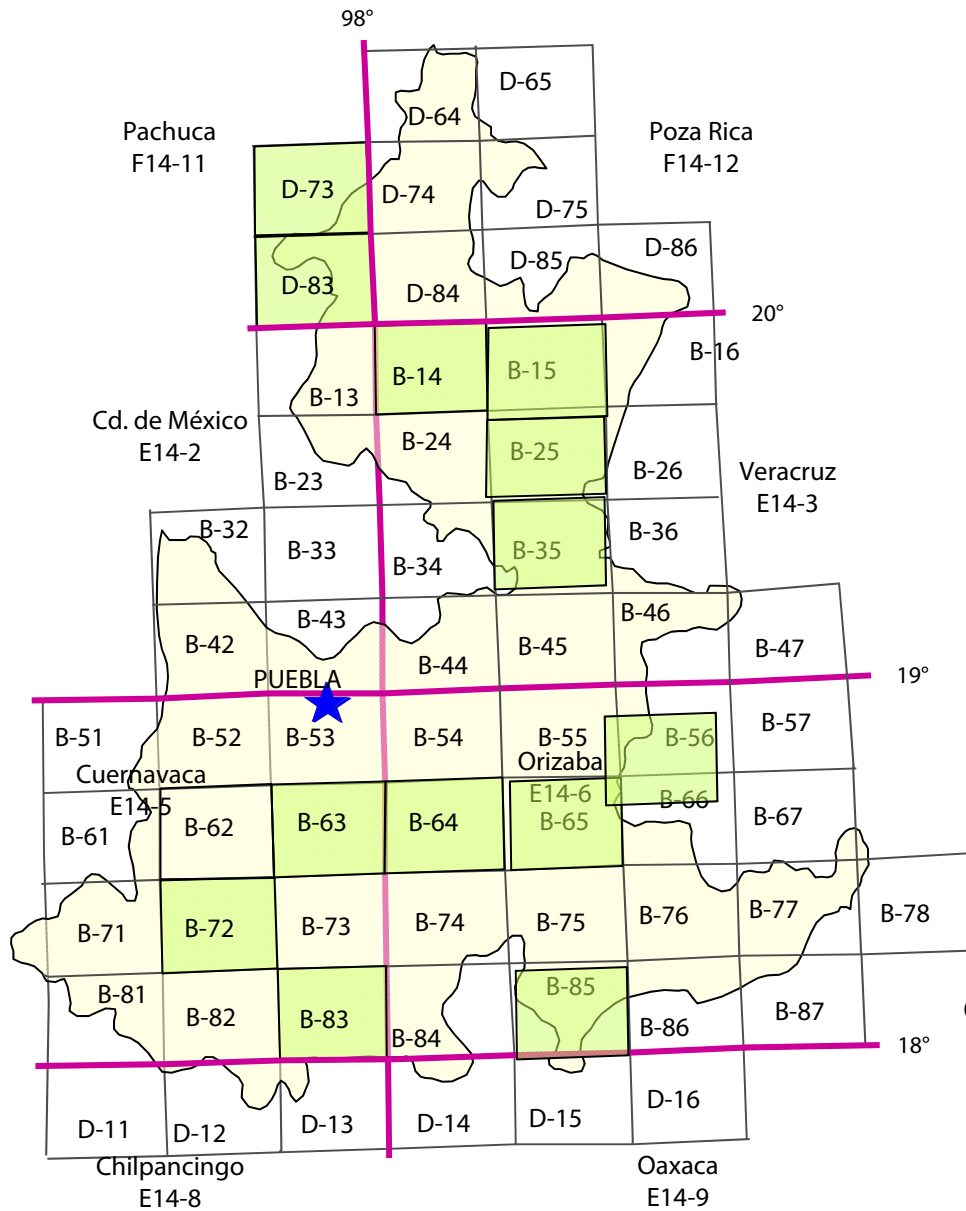 98°
D-65
D-64
Pachuca
F14-11
Poza Rica
F14-12
D-73
D-74
D-75
D-83
D-84
D-85
D-86
20°
B-13
B-14
B-15
B-16
Cd. de México
E14-2
B-23
B-24
B-25
B-26
Veracruz
E14-3
B-32
B-33
B-34
B-35
B-36
B-42
B-43
B-44
B-45
B-46
B-47
PUEBLA
19°
B-51
B-52
B-53
B-54
B-55
B-56
B-57
Cuernavaca
E14-5
Orizaba
E14-6
B-61
B-62
B-63
B-64
B-65
B-66
B-67
B-71
B-72
B-73
B-74
B-75
B-76
B-77
B-78
B-81
B-82
B-83
B-84
B-85
B-86
B-87
18°
D-11
D-12
D-13
D-14
D-15
D-16
Chilpancingo
E14-8
Oaxaca
E14-9